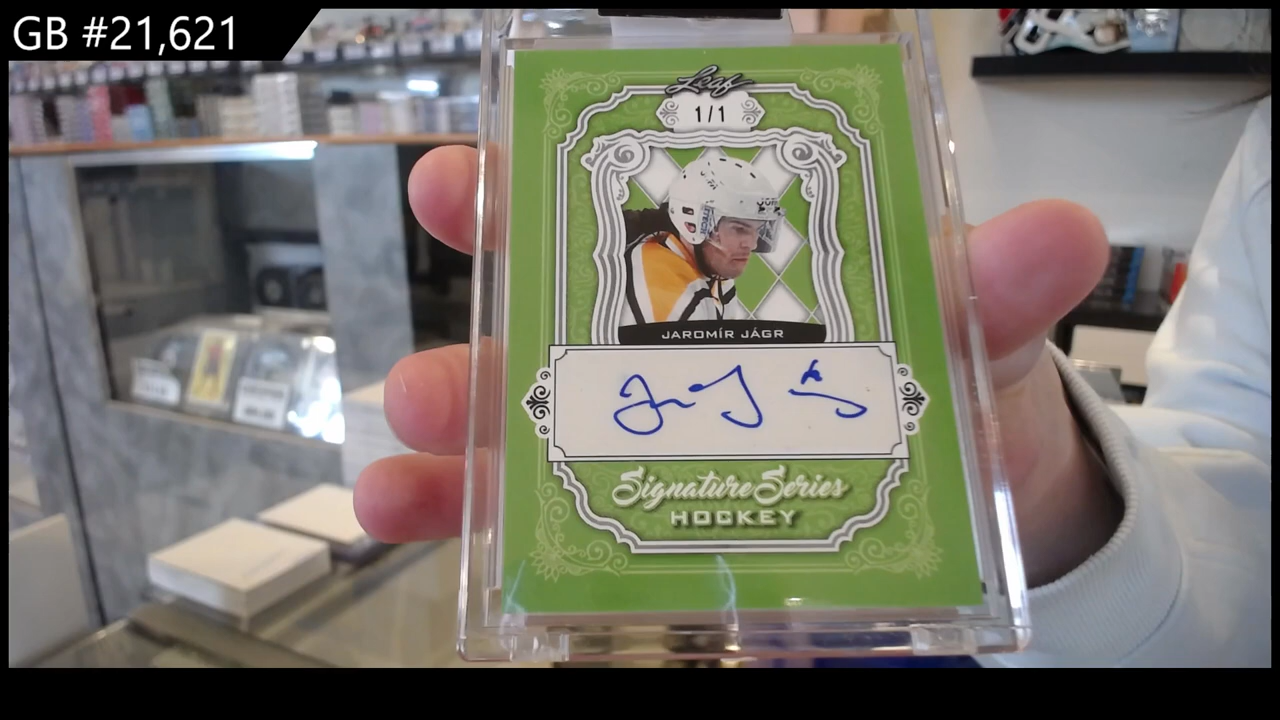 GB #21,621
Leaf
1/1
JAROMÍR JÁGR
Signature Series
HOCKEY